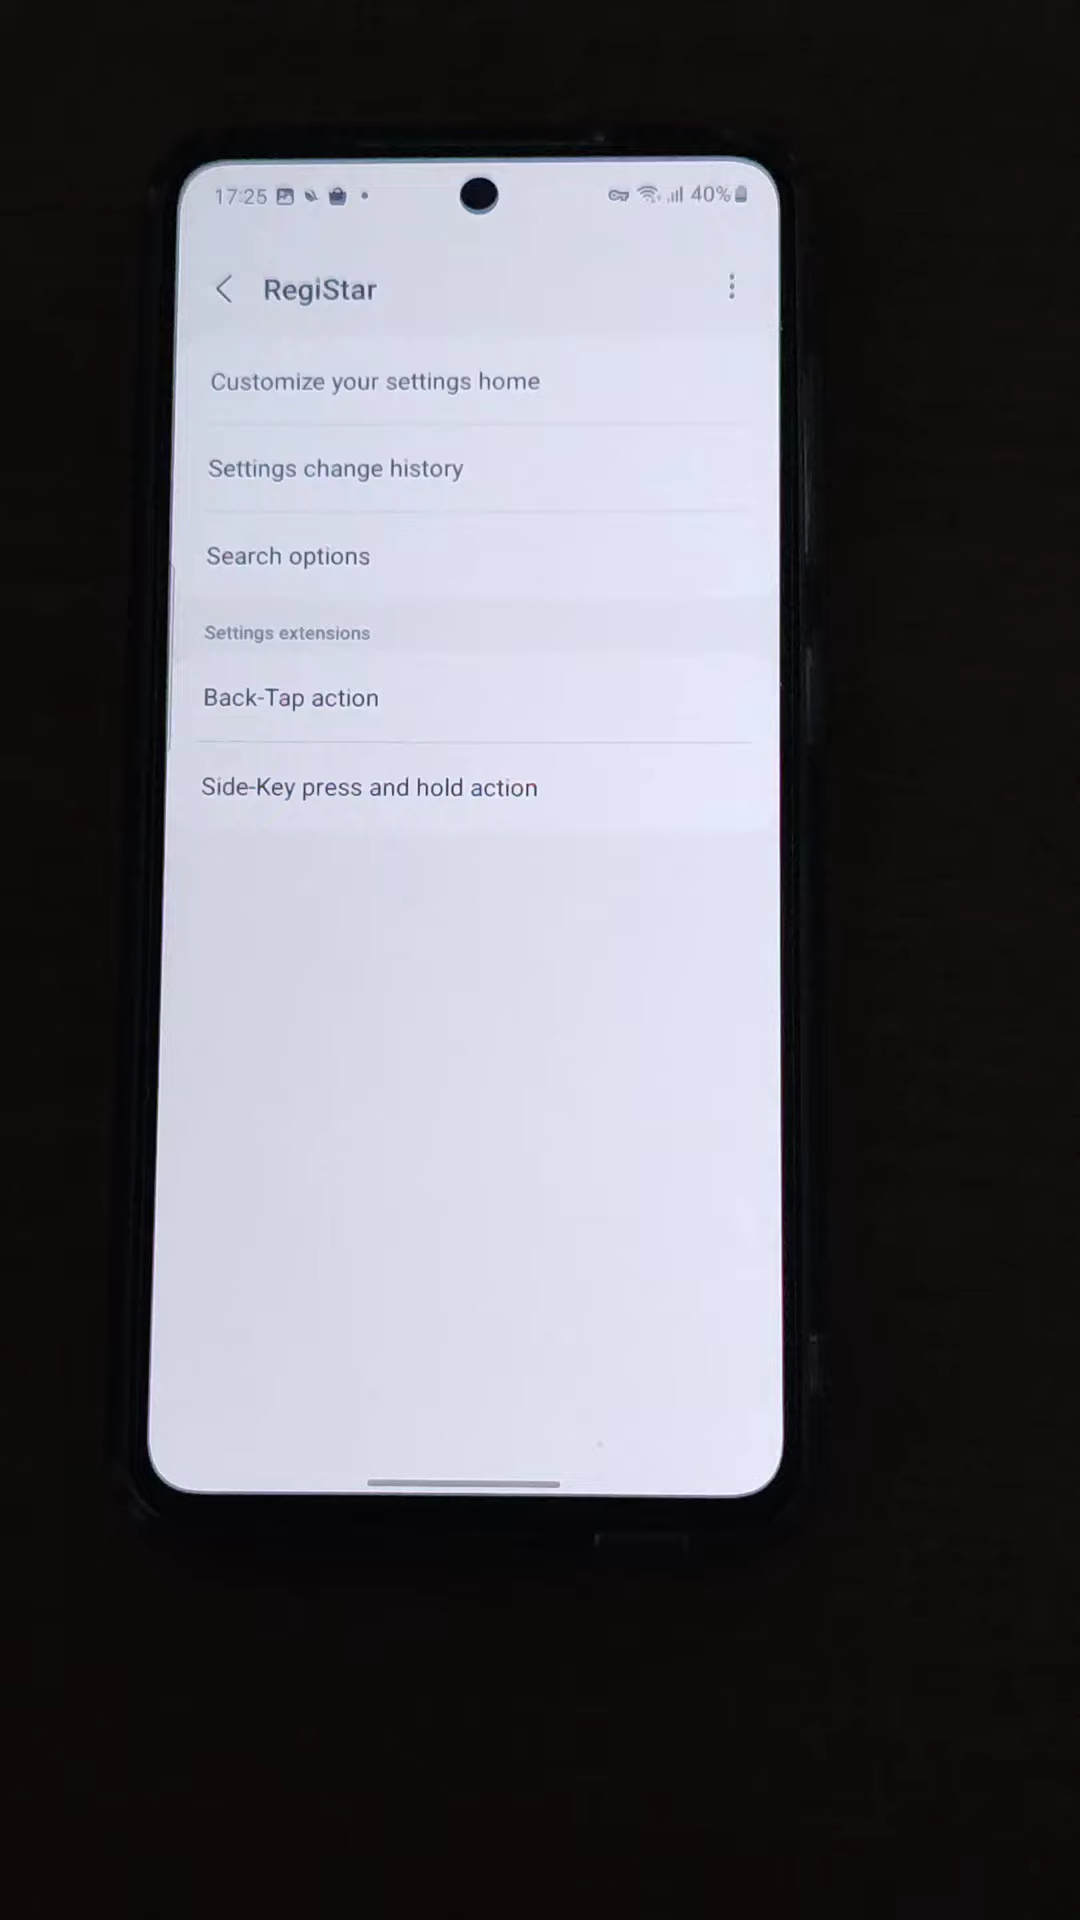 17:25 40%
RegiStar
Customize your settings home
Settings change history
Search options
Settings extensions
Back-Tap action
Side-Key press and hold action